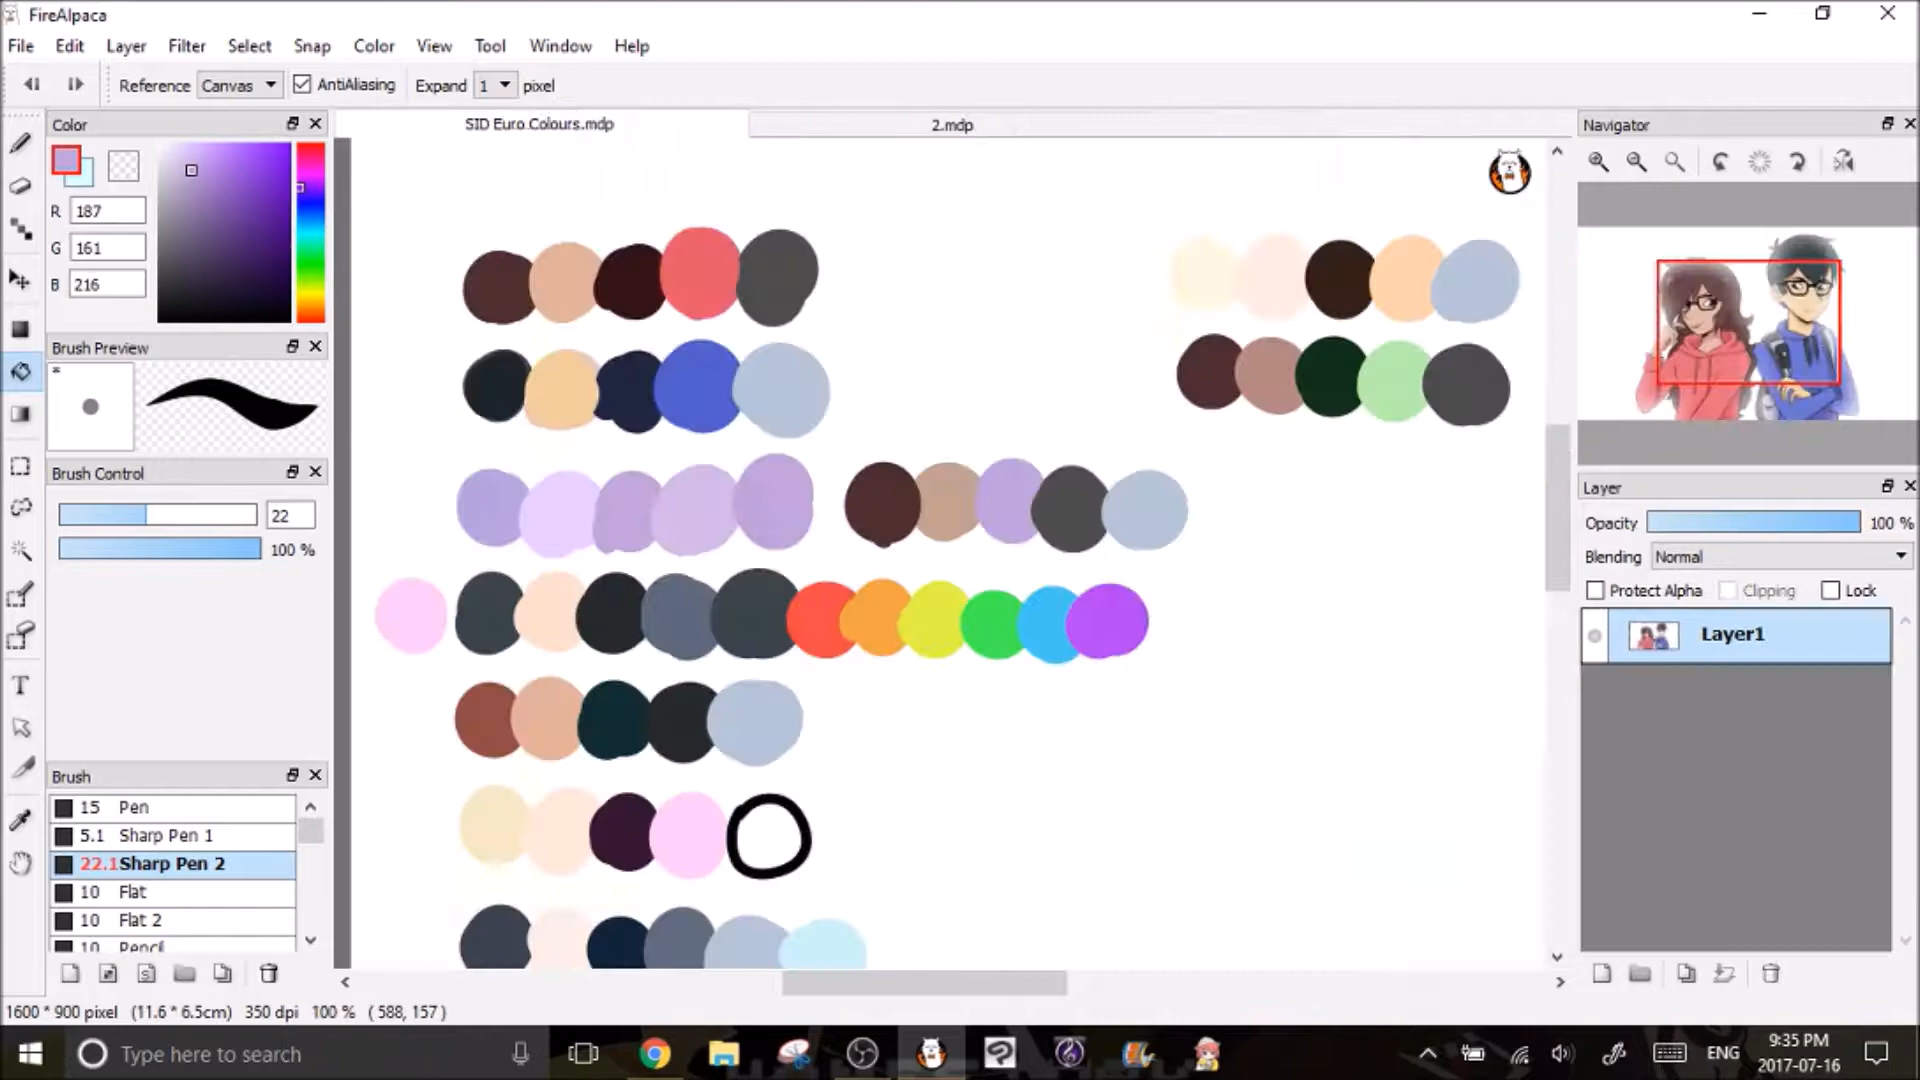 FireAlpaca
File Edit Layer Filter Select Snap Color View Tool Window Help
Reference Canvas AntiAliasing Expand 1 pixel
Color
SID Euro Colours.mdp
2.mdp
Navigator
R 187
G 161
B 216
Brush Preview
*
Brush Control
22
100 %
Layer
Opacity 100 %
Blending Normal
Protect Alpha Clipping Lock
Layer1
T
Brush
15 Pen
5.1 Sharp Pen 1
22.1 Sharp Pen 2
10 Flat
10 Flat 2
10 Pencil
1600 * 900 pixel (11.6 * 6.5cm) 350 dpi 100 % ( 588, 157 )
Type here to search
ENG
9:35 PM
2017-07-16